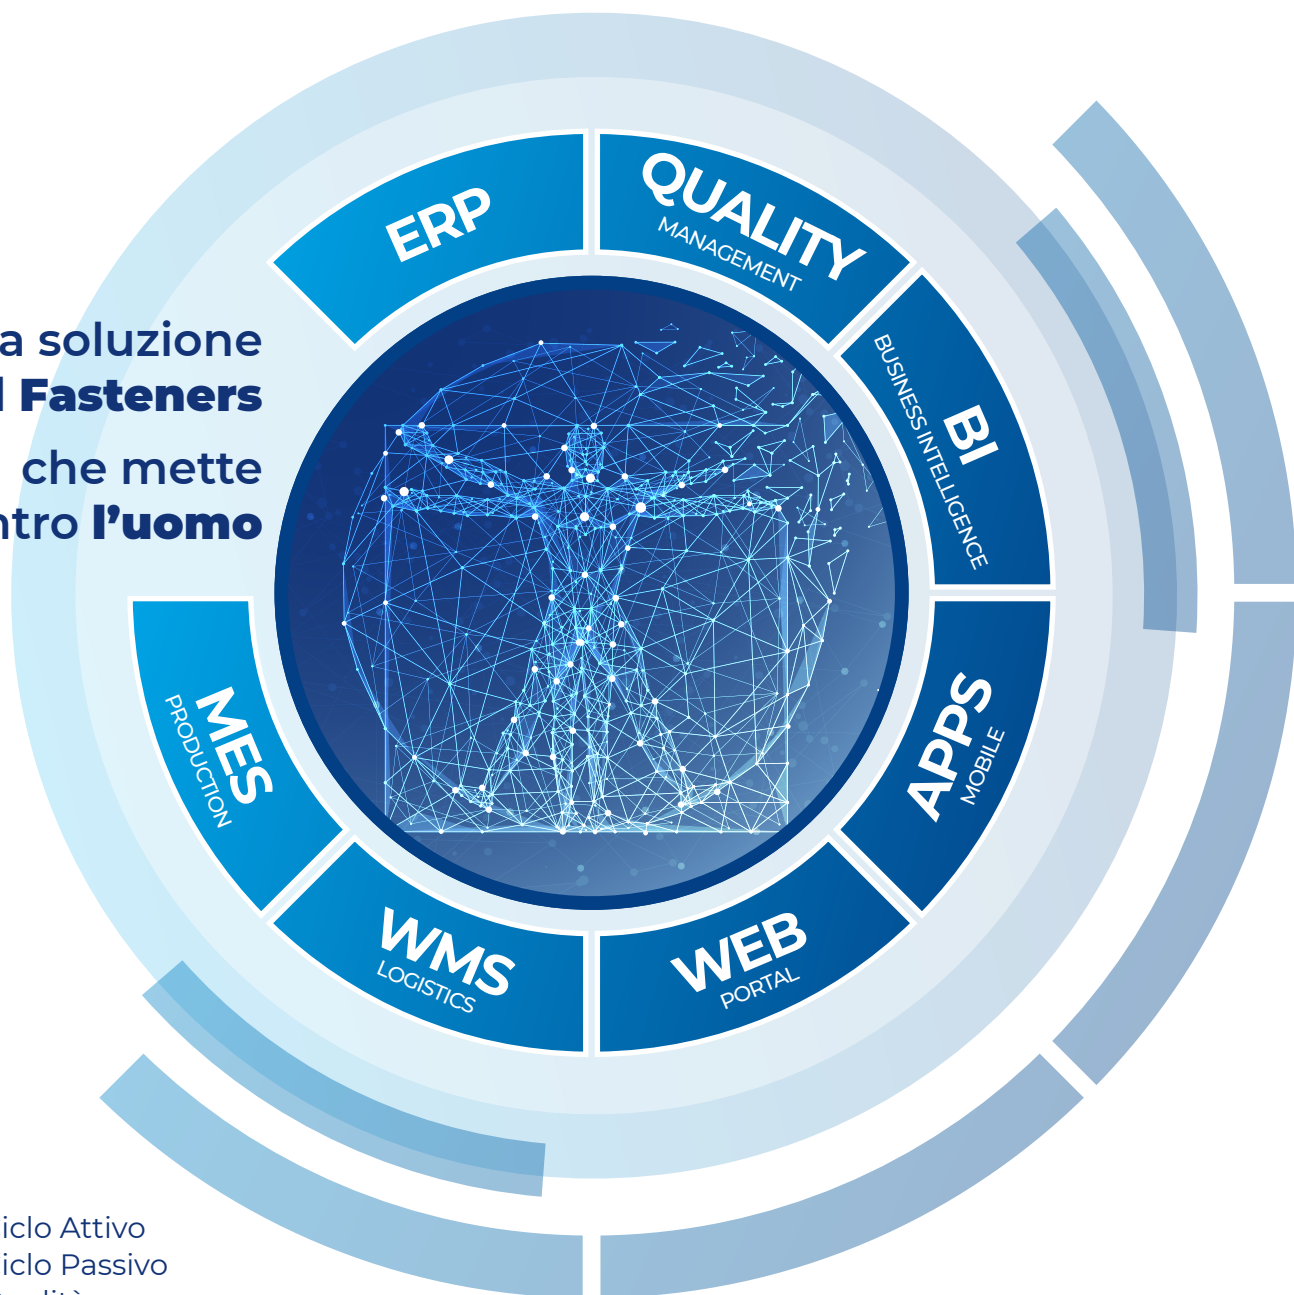 ERP
QUALITY
MANAGEMENT
BI
BUSINESS INTELLIGENCE
a soluzione
Fasteners
che mette
ntro l’uomo
MES
PRODUCTION
APPS
MOBILE
WMS
LOGISTICS
WEB
PORTAL
iclo Attivo
iclo Passivo